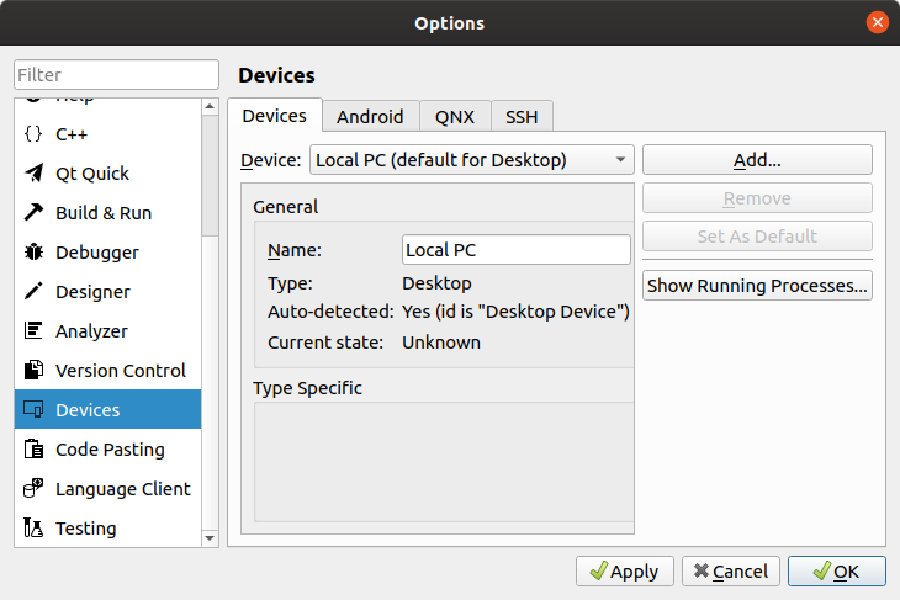 Options
Filter
Devices
Help
C++
Qt Quick
Build & Run
Debugger
Designer
Analyzer
Version Control
Devices
Code Pasting
Language Client
Testing
Devices Android QNX SSH
Device: Local PC (default for Desktop) Add...
Remove
Set As Default
Show Running Processes...
General
Name: Local PC
Type: Desktop
Auto-detected: Yes (id is "Desktop Device")
Current state: Unknown
Type Specific
Apply Cancel OK